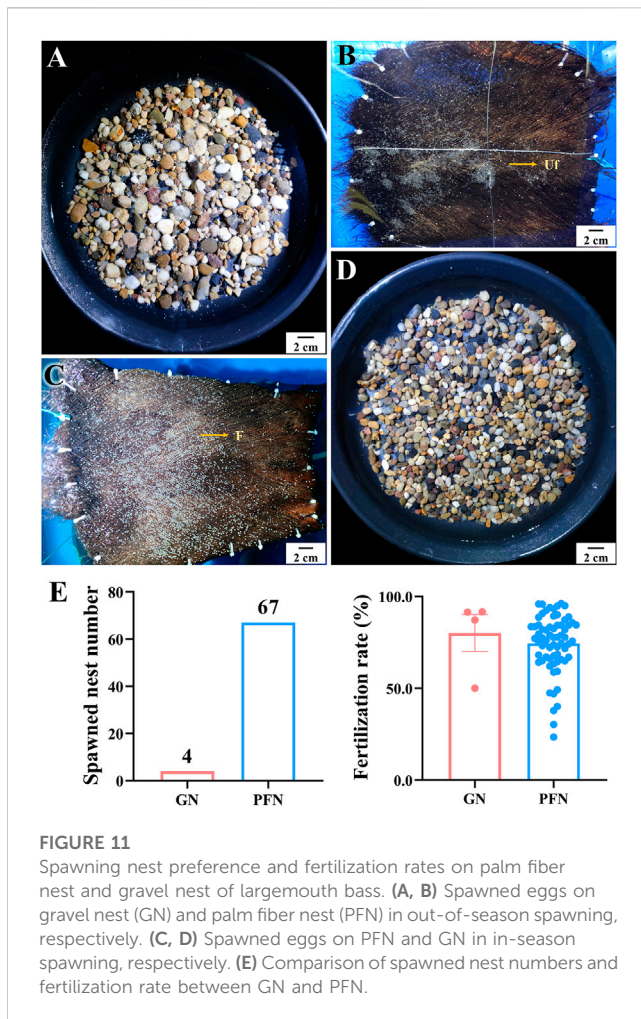 A
2 cm
B
Uf
2 cm
C
F
2 cm
D
2 cm
E
Spawned nest number
80
60
40
20
0
4
67
GN
PFN
Fertilization rate (%)
100.0
50.0
0.0
GN
PFN
FIGURE 11
Spawning nest preference and fertilization rates on palm fiber
nest and gravel nest of largemouth bass. (A, B) Spawned eggs on
gravel nest (GN) and palm fiber nest (PFN) in out-of-season spawning,
respectively. (C, D) Spawned eggs on PFN and GN in in-season
spawning, respectively. (E) Comparison of spawned nest numbers and
fertilization rate between GN and PFN.